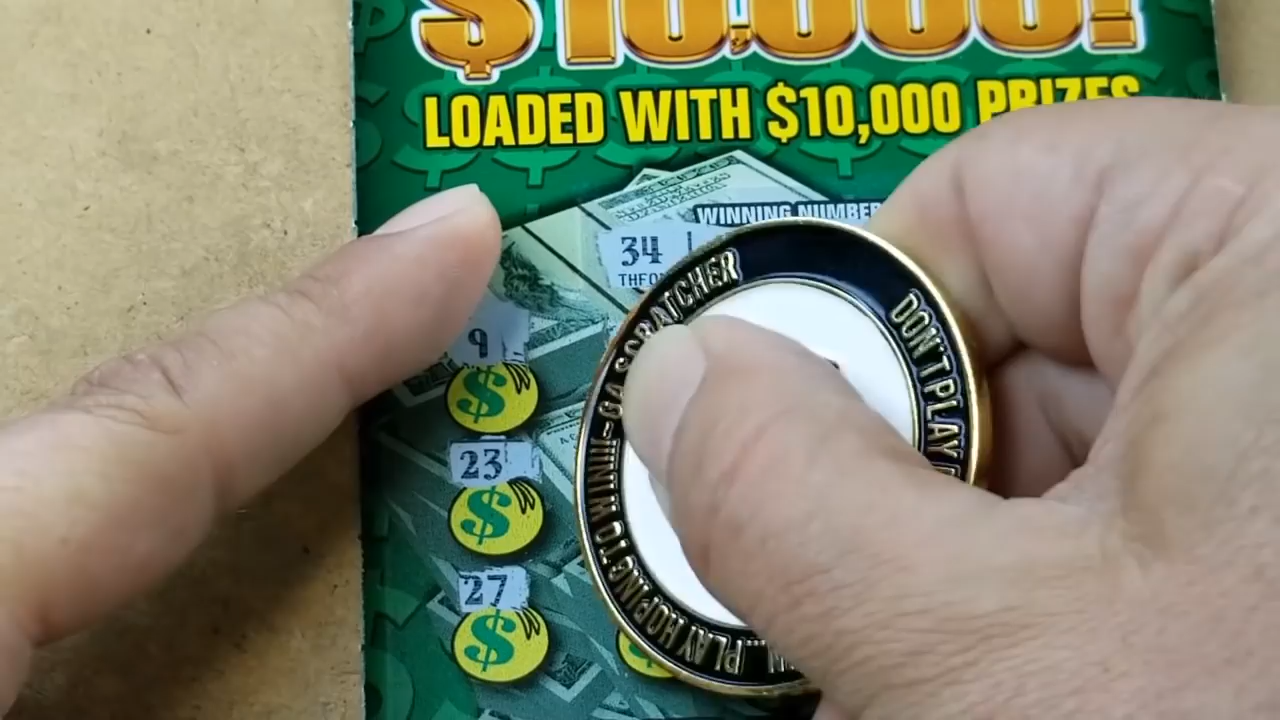 $10,000!
LOADED WITH $10,000 PRIZES
WINNING NUMBER
34
9
23
27
GA SCRATCHER
DON'T PLAY
PLAY HOPING TO WIN!!!!